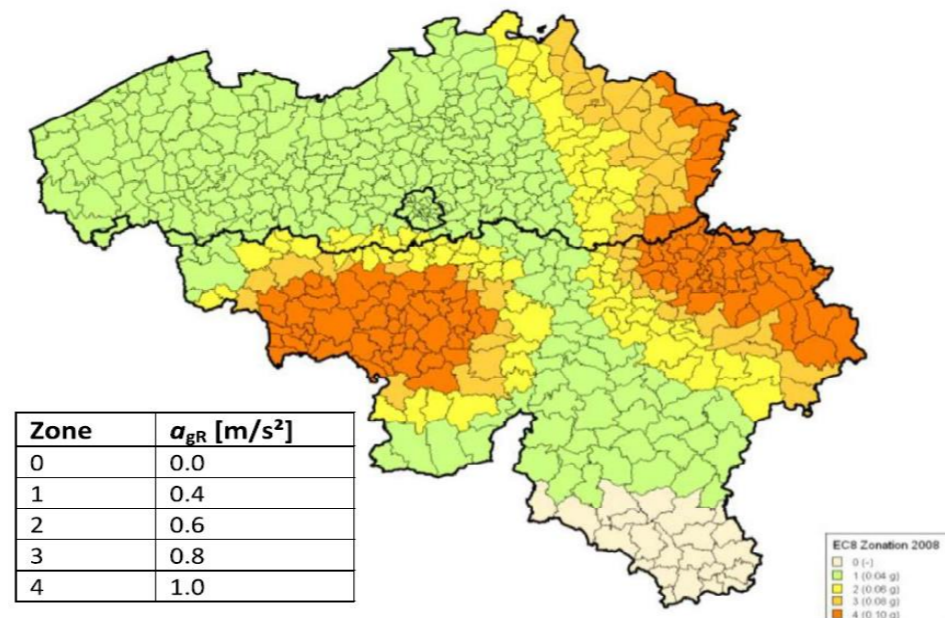 Zone agR [m/s²]
0 0.0
1 0.4
2 0.6
3 0.8
4 1.0
EC8 Zonation 2008
0 (-)
1 (0.04 g)
2 (0.06 g)
3 (0.08 g)
4 (0.10 g)